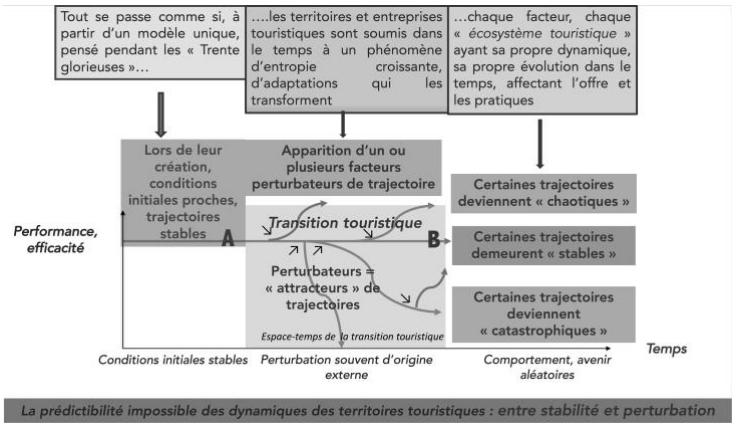 Tout se passe comme si, à
partir d'un modèle unique,
pensé pendant les « Trente
glorieuses »…
….les territoires et entreprises
touristiques sont soumis dans
le temps à un phénomène
d'entropie croissante,
d'adaptations qui les
transforment
…chaque facteur, chaque
« écosystème touristique »
ayant sa propre dynamique,
sa propre évolution dans le
temps, affectant l'offre et
les pratiques
Lors de leur
création,
conditions
initiales proches,
trajectoires
stables
Apparition d'un ou
plusieurs facteurs
perturbateurs de trajectoire
Certaines trajectoires
deviennent « chaotiques »
Performance,
efficacité
Transition touristique
A
B
Certaines trajectoires
demeurent « stables »
Perturbateurs =
« attracteurs » de
trajectoires
Certaines trajectoires
deviennent
« catastrophiques »
Espace-temps de la transition touristique
Temps
Conditions initiales stables
Perturbation souvent d'origine
externe
Comportement, avenir
aléatoires
La prédictibilité impossible des dynamiques des territoires touristiques : entre stabilité et perturbation